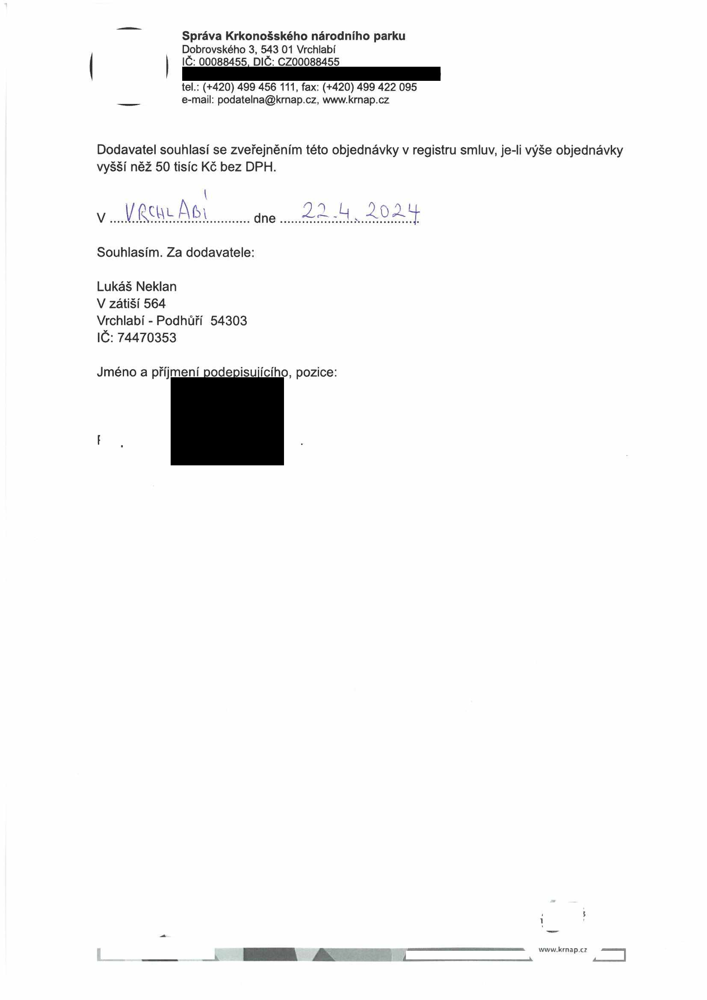 Správa Krkonošského národního parku
Dobrovského 3, 543 01 Vrchlabí
IČ: 00088455, DIČ: CZ00088455
tel.: (+420) 499 456 111, fax: (+420) 499 422 095
e-mail: podatelna@krnap.cz, www.krnap.cz
Dodavatel souhlasí se zveřejněním této objednávky v registru smluv, je-li výše objednávky
vyšší něž 50 tisíc Kč bez DPH.
V ... VRCHLABÍ ... dne ... 22.4.2024
Souhlasím. Za dodavatele:
Lukáš Neklan
V zátiší 564
Vrchlabí - Podhůří 54303
IČ: 74470353
Jméno a příjmení podepisujícího, pozice:
www.krnap.cz